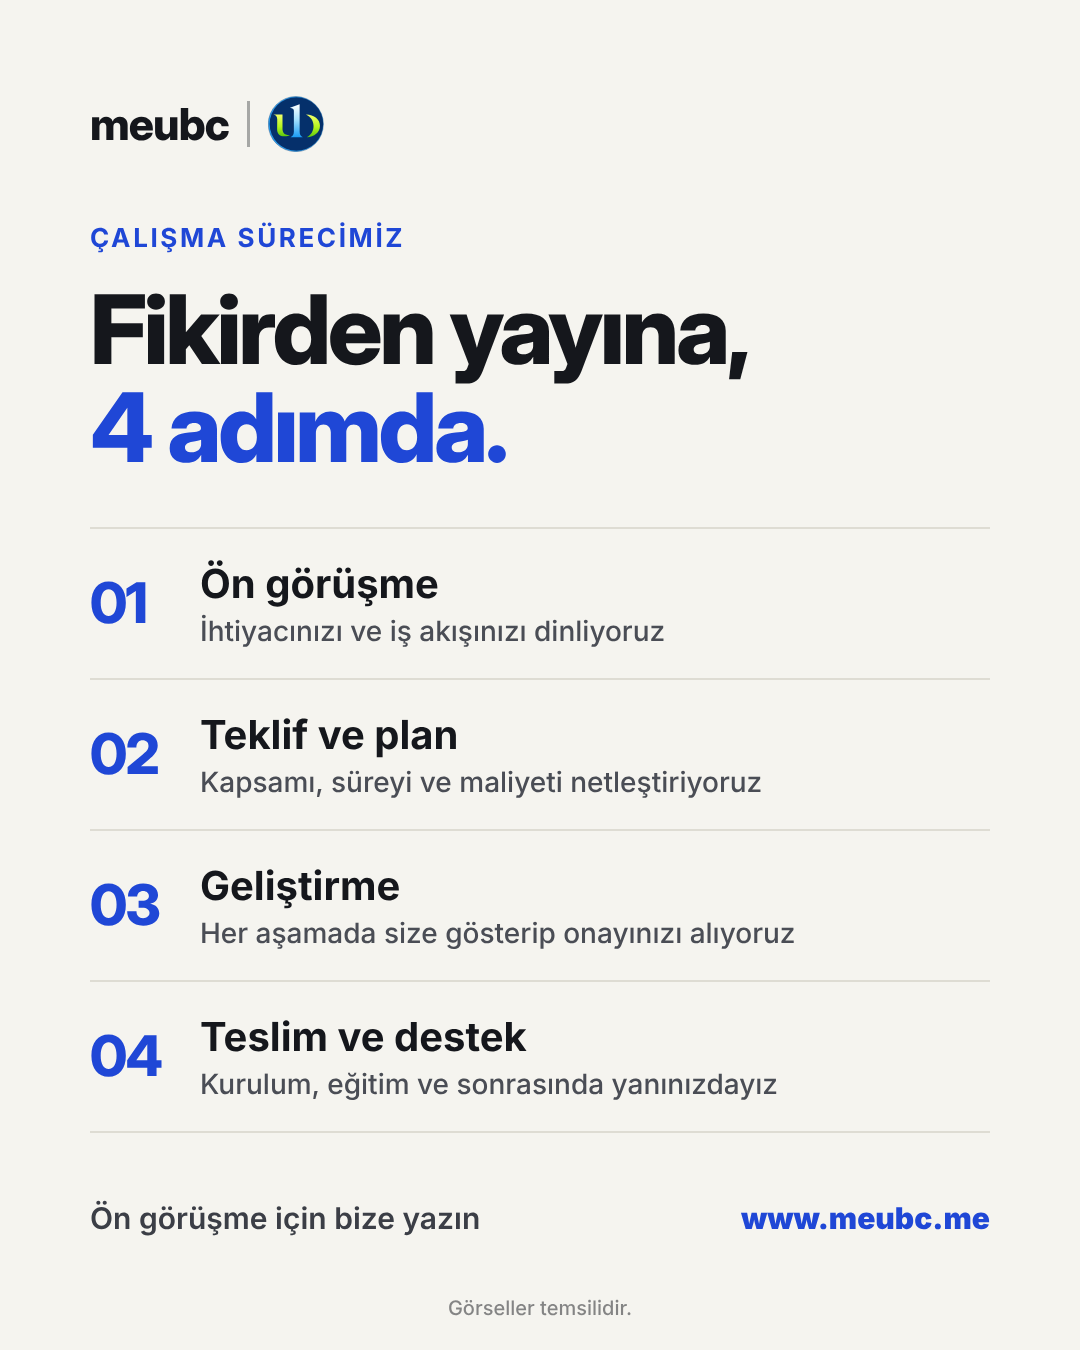 meubc
ÇALIŞMA SÜRECİMİZ
Fikirden yayına,
4 adımda.
01
Ön görüşme
İhtiyacınızı ve iş akışınızı dinliyoruz
02
Teklif ve plan
Kapsamı, süreyi ve maliyeti netleştiriyoruz
03
Geliştirme
Her aşamada size gösterip onayınızı alıyoruz
04
Teslim ve destek
Kurulum, eğitim ve sonrasında yanınızdayız
Ön görüşme için bize yazın
www.meubc.me
Görseller temsilidir.